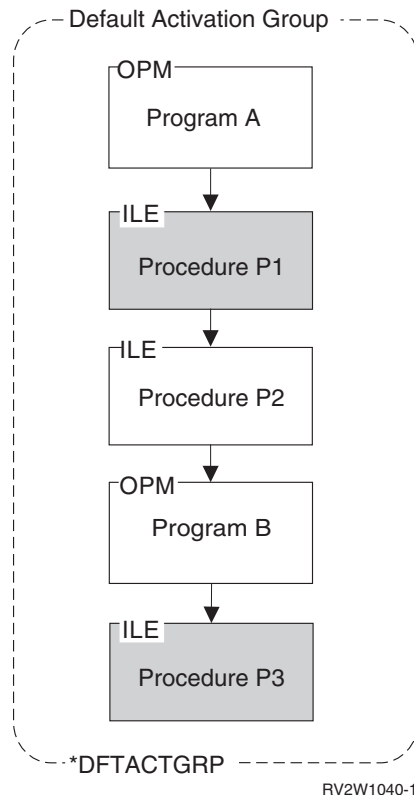 Default Activation Group
OPM
Program A
ILE
Procedure P1
ILE
Procedure P2
OPM
Program B
ILE
Procedure P3
*DFTACTGRP
RV2W1040-1